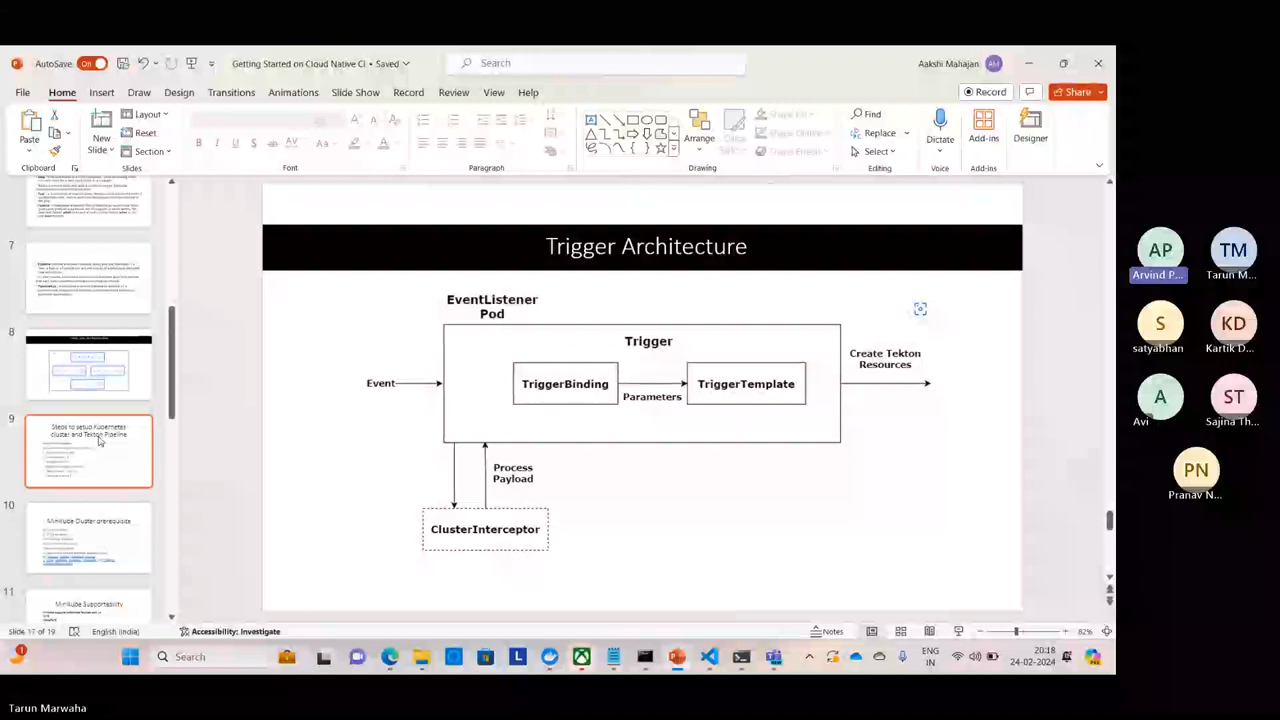 AutoSave On Getting Started on Cloud Native CI • Saved Search Aakshi Mahajan AM
File Home Insert Draw Design Transitions Animations Slide Show Record Review View Help Record Share
Paste
Clipboard
New
Slide
Layout
Reset
Section
Slides
Font
Paragraph
Arrange
Drawing
Find
Replace
Select
Editing
Dictate
Voice
Add-ins
Add-ins
Designer
7
8
9
Steps to setup Kubernetes
cluster and Tekton Pipeline
10
Minikube Cluster prerequisite
11
Minikube Supportability
Trigger Architecture
EventListener
Pod
Trigger
Event
TriggerBinding
Parameters
TriggerTemplate
Create Tekton
Resources
Process
Payload
ClusterInterceptor
AP
Arvind P...
TM
Tarun M...
S
satyabhan
KD
Kartik D...
A
Avi
ST
Sajina Th...
PN
Pranav N...
Slide 17 of 19 English (India) Accessibility: Investigate Notes 82%
1
Search
ENG
IN
20:18
24-02-2024
Tarun Marwaha